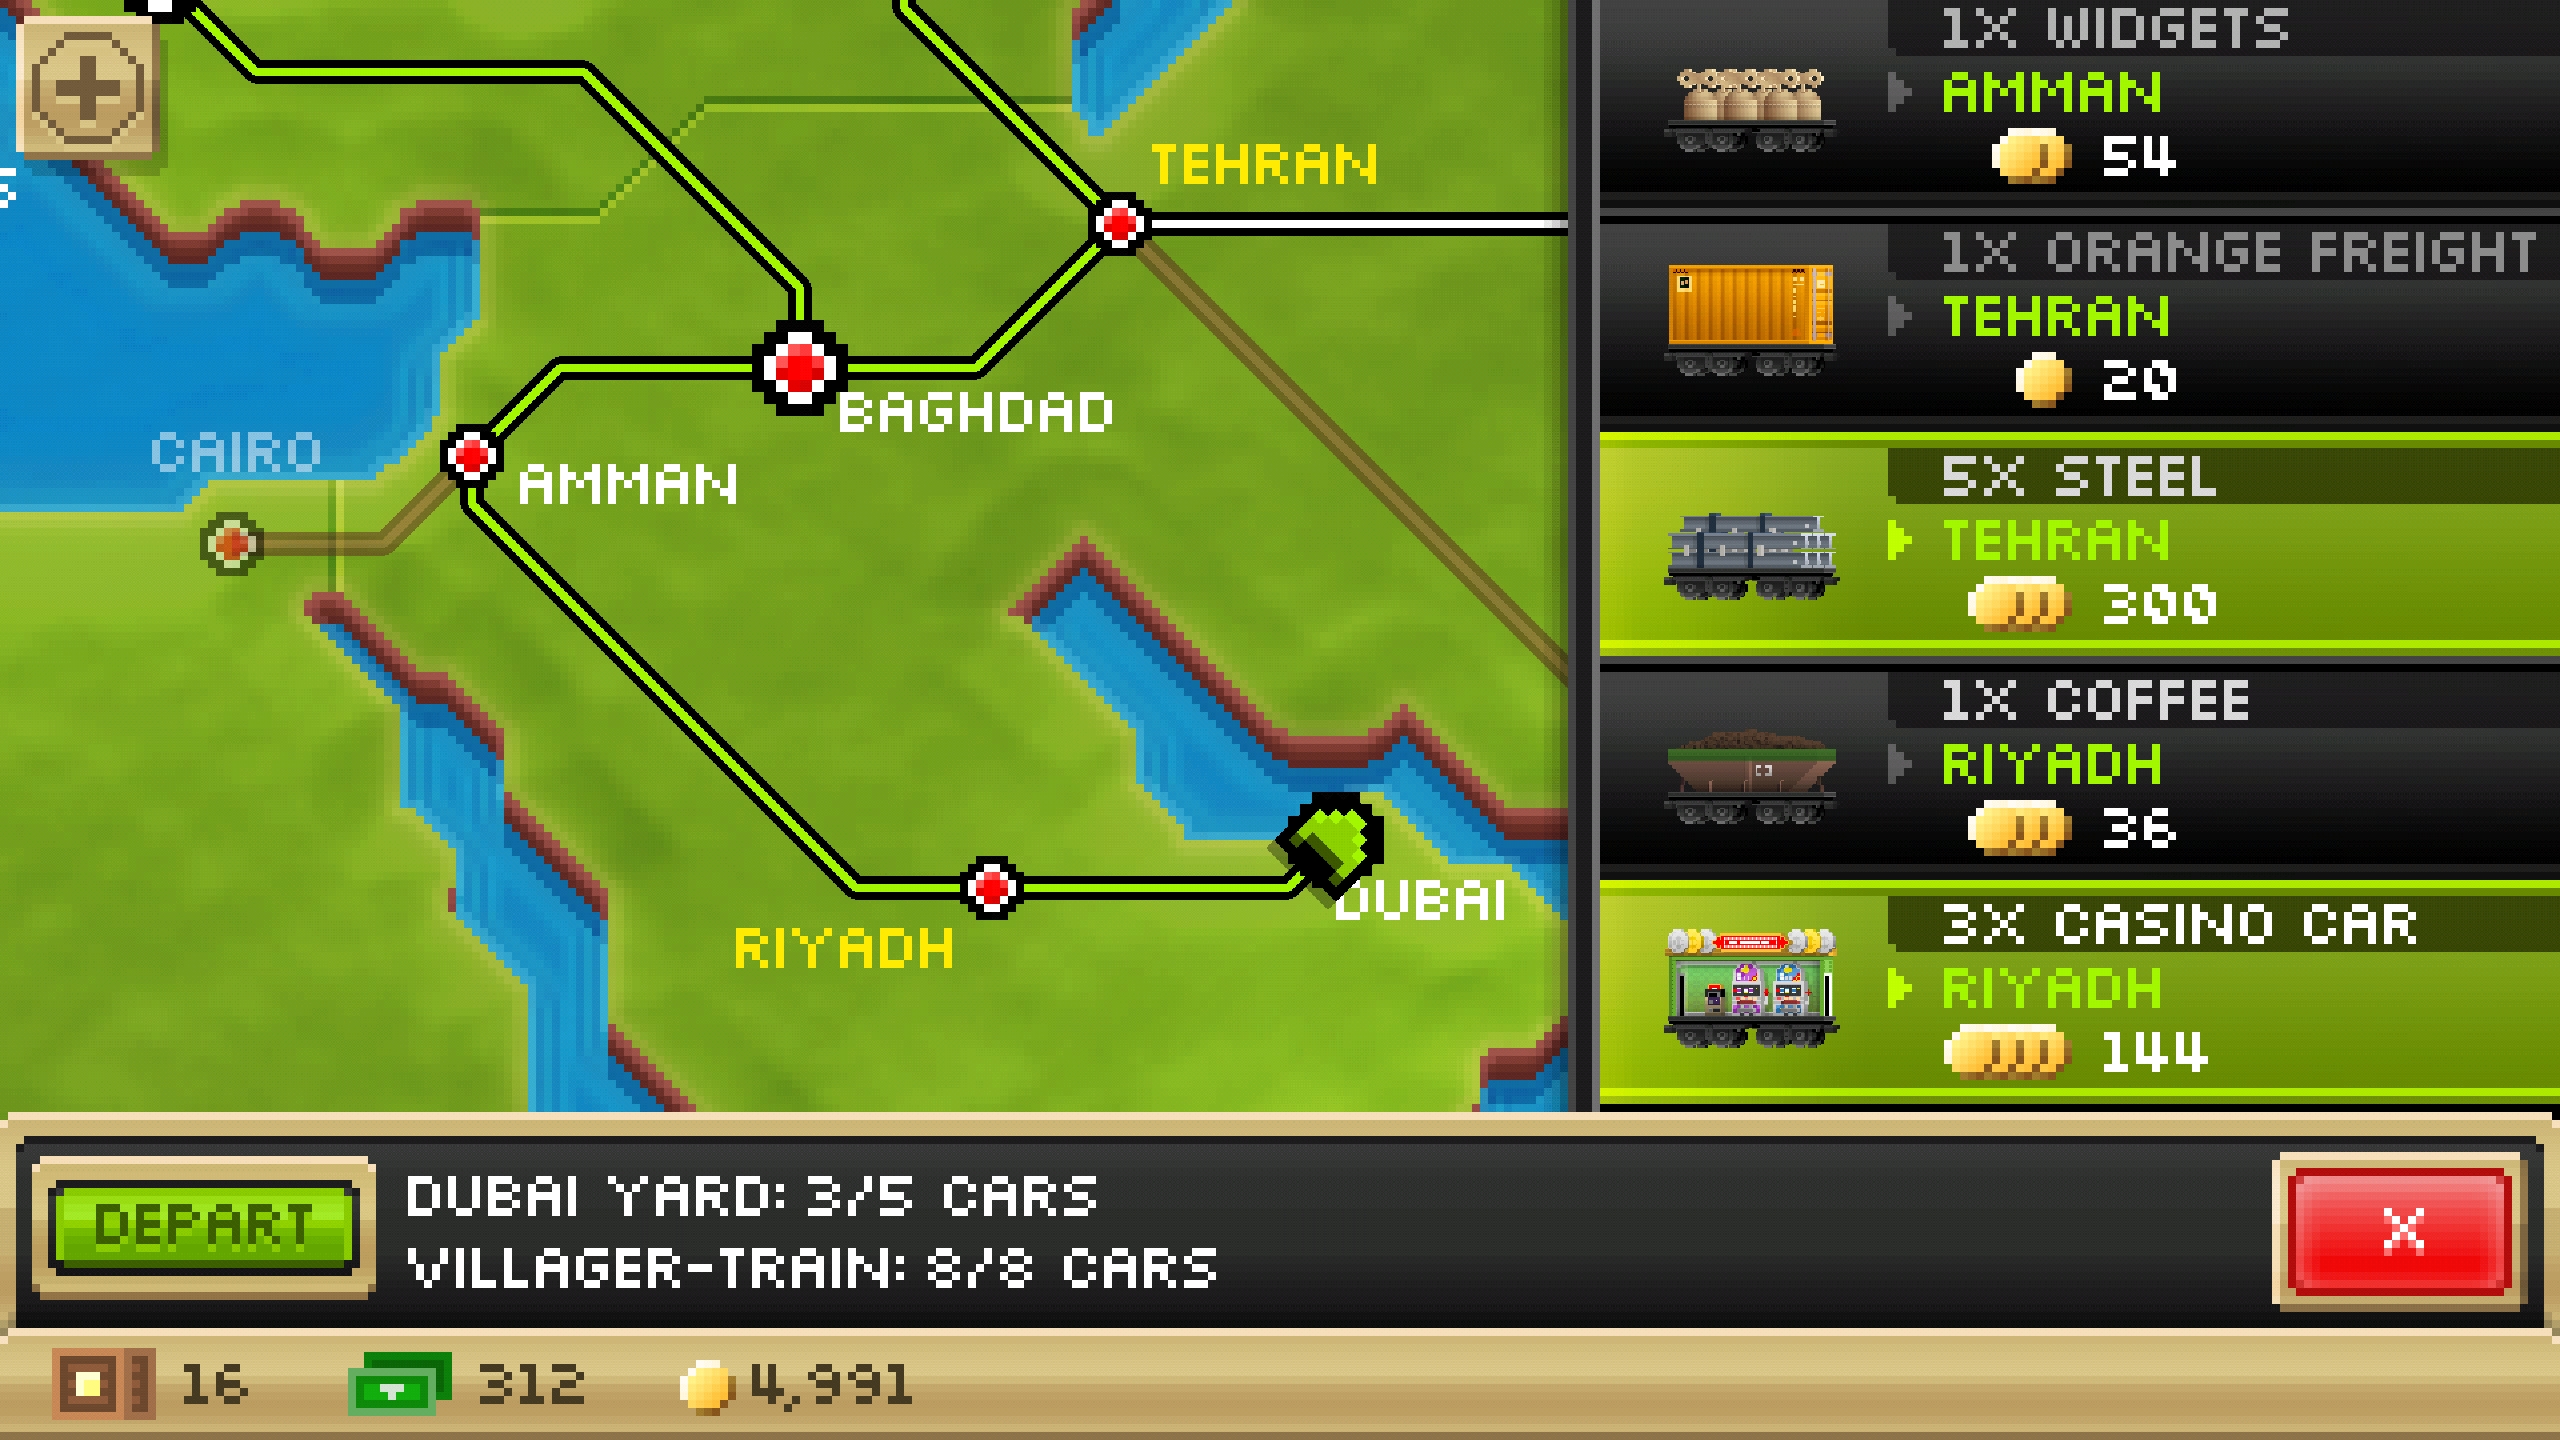 S
TEHRAN
BAGHDAD
CAIRO
AMMAN
DUBAI
RIYADH
1X WIDGETS
AMMAN
54
1X ORANGE FREIGHT
TEHRAN
20
5X STEEL
TEHRAN
300
1X COFFEE
RIYADH
36
3X CASINO CAR
RIYADH
144
DEPART
DUBAI YARD: 3/5 CARS
VILLAGER-TRAIN: 8/8 CARS
X
16
312
4,991